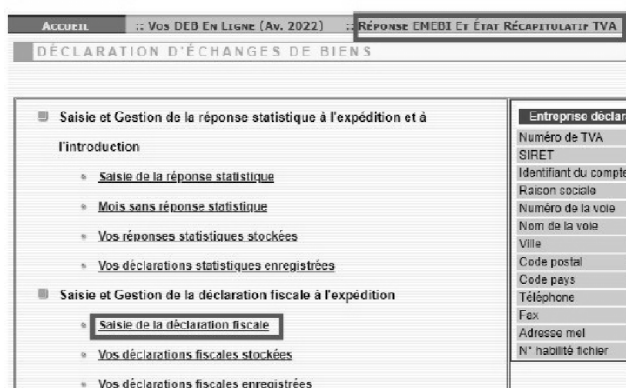 ACCUEIL :: VOS DEB EN LIGNE (AV. 2022) :: RÉPONSE EMEBI ET ÉTAT RÉCAPITULATIF TVA
DÉCLARATION D'ÉCHANGES DE BIENS
Saisie et Gestion de la réponse statistique à l'expédition et à
l'introduction
Saisie de la réponse statistique
Mois sans réponse statistique
Vos réponses statistiques stockées
Vos déclarations statistiques enregistrées
Saisie et Gestion de la déclaration fiscale à l'expédition
Saisie de la déclaration fiscale
Vos déclarations fiscales stockées
Vos déclarations fiscales enregistrées
Entreprise déclar
Numéro de TVA
SIRET
Identifiant du compte
Raison sociale
Numéro de la voie
Nom de la voie
Ville
Code postal
Code pays
Téléphone
Fax
Adresse mel
N° habilité fichier